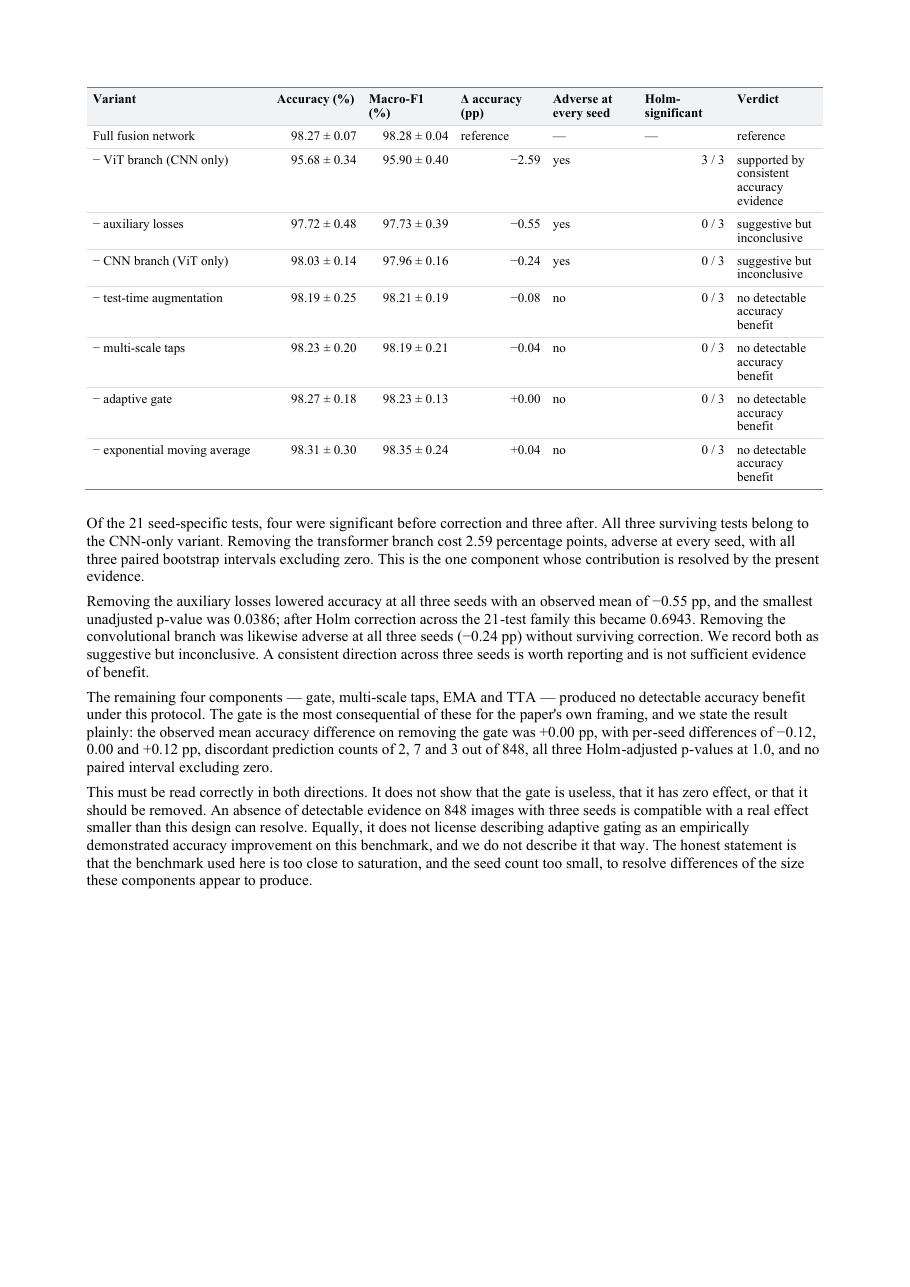 Variant Accuracy (%) Macro-F1 (%) Δ accuracy (pp) Adverse at every seed Holm-significant Verdict
Full fusion network 98.27 ± 0.07 98.28 ± 0.04 reference — — reference
− ViT branch (CNN only) 95.68 ± 0.34 95.90 ± 0.40 −2.59 yes 3 / 3 supported by consistent accuracy evidence
− auxiliary losses 97.72 ± 0.48 97.73 ± 0.39 −0.55 yes 0 / 3 suggestive but inconclusive
− CNN branch (ViT only) 98.03 ± 0.14 97.96 ± 0.16 −0.24 yes 0 / 3 suggestive but inconclusive
− test-time augmentation 98.19 ± 0.25 98.21 ± 0.19 −0.08 no 0 / 3 no detectable accuracy benefit
− multi-scale taps 98.23 ± 0.20 98.19 ± 0.21 −0.04 no 0 / 3 no detectable accuracy benefit
− adaptive gate 98.27 ± 0.18 98.23 ± 0.13 +0.00 no 0 / 3 no detectable accuracy benefit
− exponential moving average 98.31 ± 0.30 98.35 ± 0.24 +0.04 no 0 / 3 no detectable accuracy benefit
Of the 21 seed-specific tests, four were significant before correction and three after. All three surviving tests belong to
the CNN-only variant. Removing the transformer branch cost 2.59 percentage points, adverse at every seed, with all
three paired bootstrap intervals excluding zero. This is the one component whose contribution is resolved by the present
evidence.
Removing the auxiliary losses lowered accuracy at all three seeds with an observed mean of −0.55 pp, and the smallest
unadjusted p-value was 0.0386; after Holm correction across the 21-test family this became 0.6943. Removing the
convolutional branch was likewise adverse at all three seeds (−0.24 pp) without surviving correction. We record both as
suggestive but inconclusive. A consistent direction across three seeds is worth reporting and is not sufficient evidence
of benefit.
The remaining four components — gate, multi-scale taps, EMA and TTA — produced no detectable accuracy benefit
under this protocol. The gate is the most consequential of these for the paper's own framing, and we state the result
plainly: the observed mean accuracy difference on removing the gate was +0.00 pp, with per-seed differences of −0.12,
0.00 and +0.12 pp, discordant prediction counts of 2, 7 and 3 out of 848, all three Holm-adjusted p-values at 1.0, and no
paired interval excluding zero.
This must be read correctly in both directions. It does not show that the gate is useless, that it has zero effect, or that it
should be removed. An absence of detectable evidence on 848 images with three seeds is compatible with a real effect
smaller than this design can resolve. Equally, it does not license describing adaptive gating as an empirically
demonstrated accuracy improvement on this benchmark, and we do not describe it that way. The honest statement is
that the benchmark used here is too close to saturation, and the seed count too small, to resolve differences of the size
these components appear to produce.